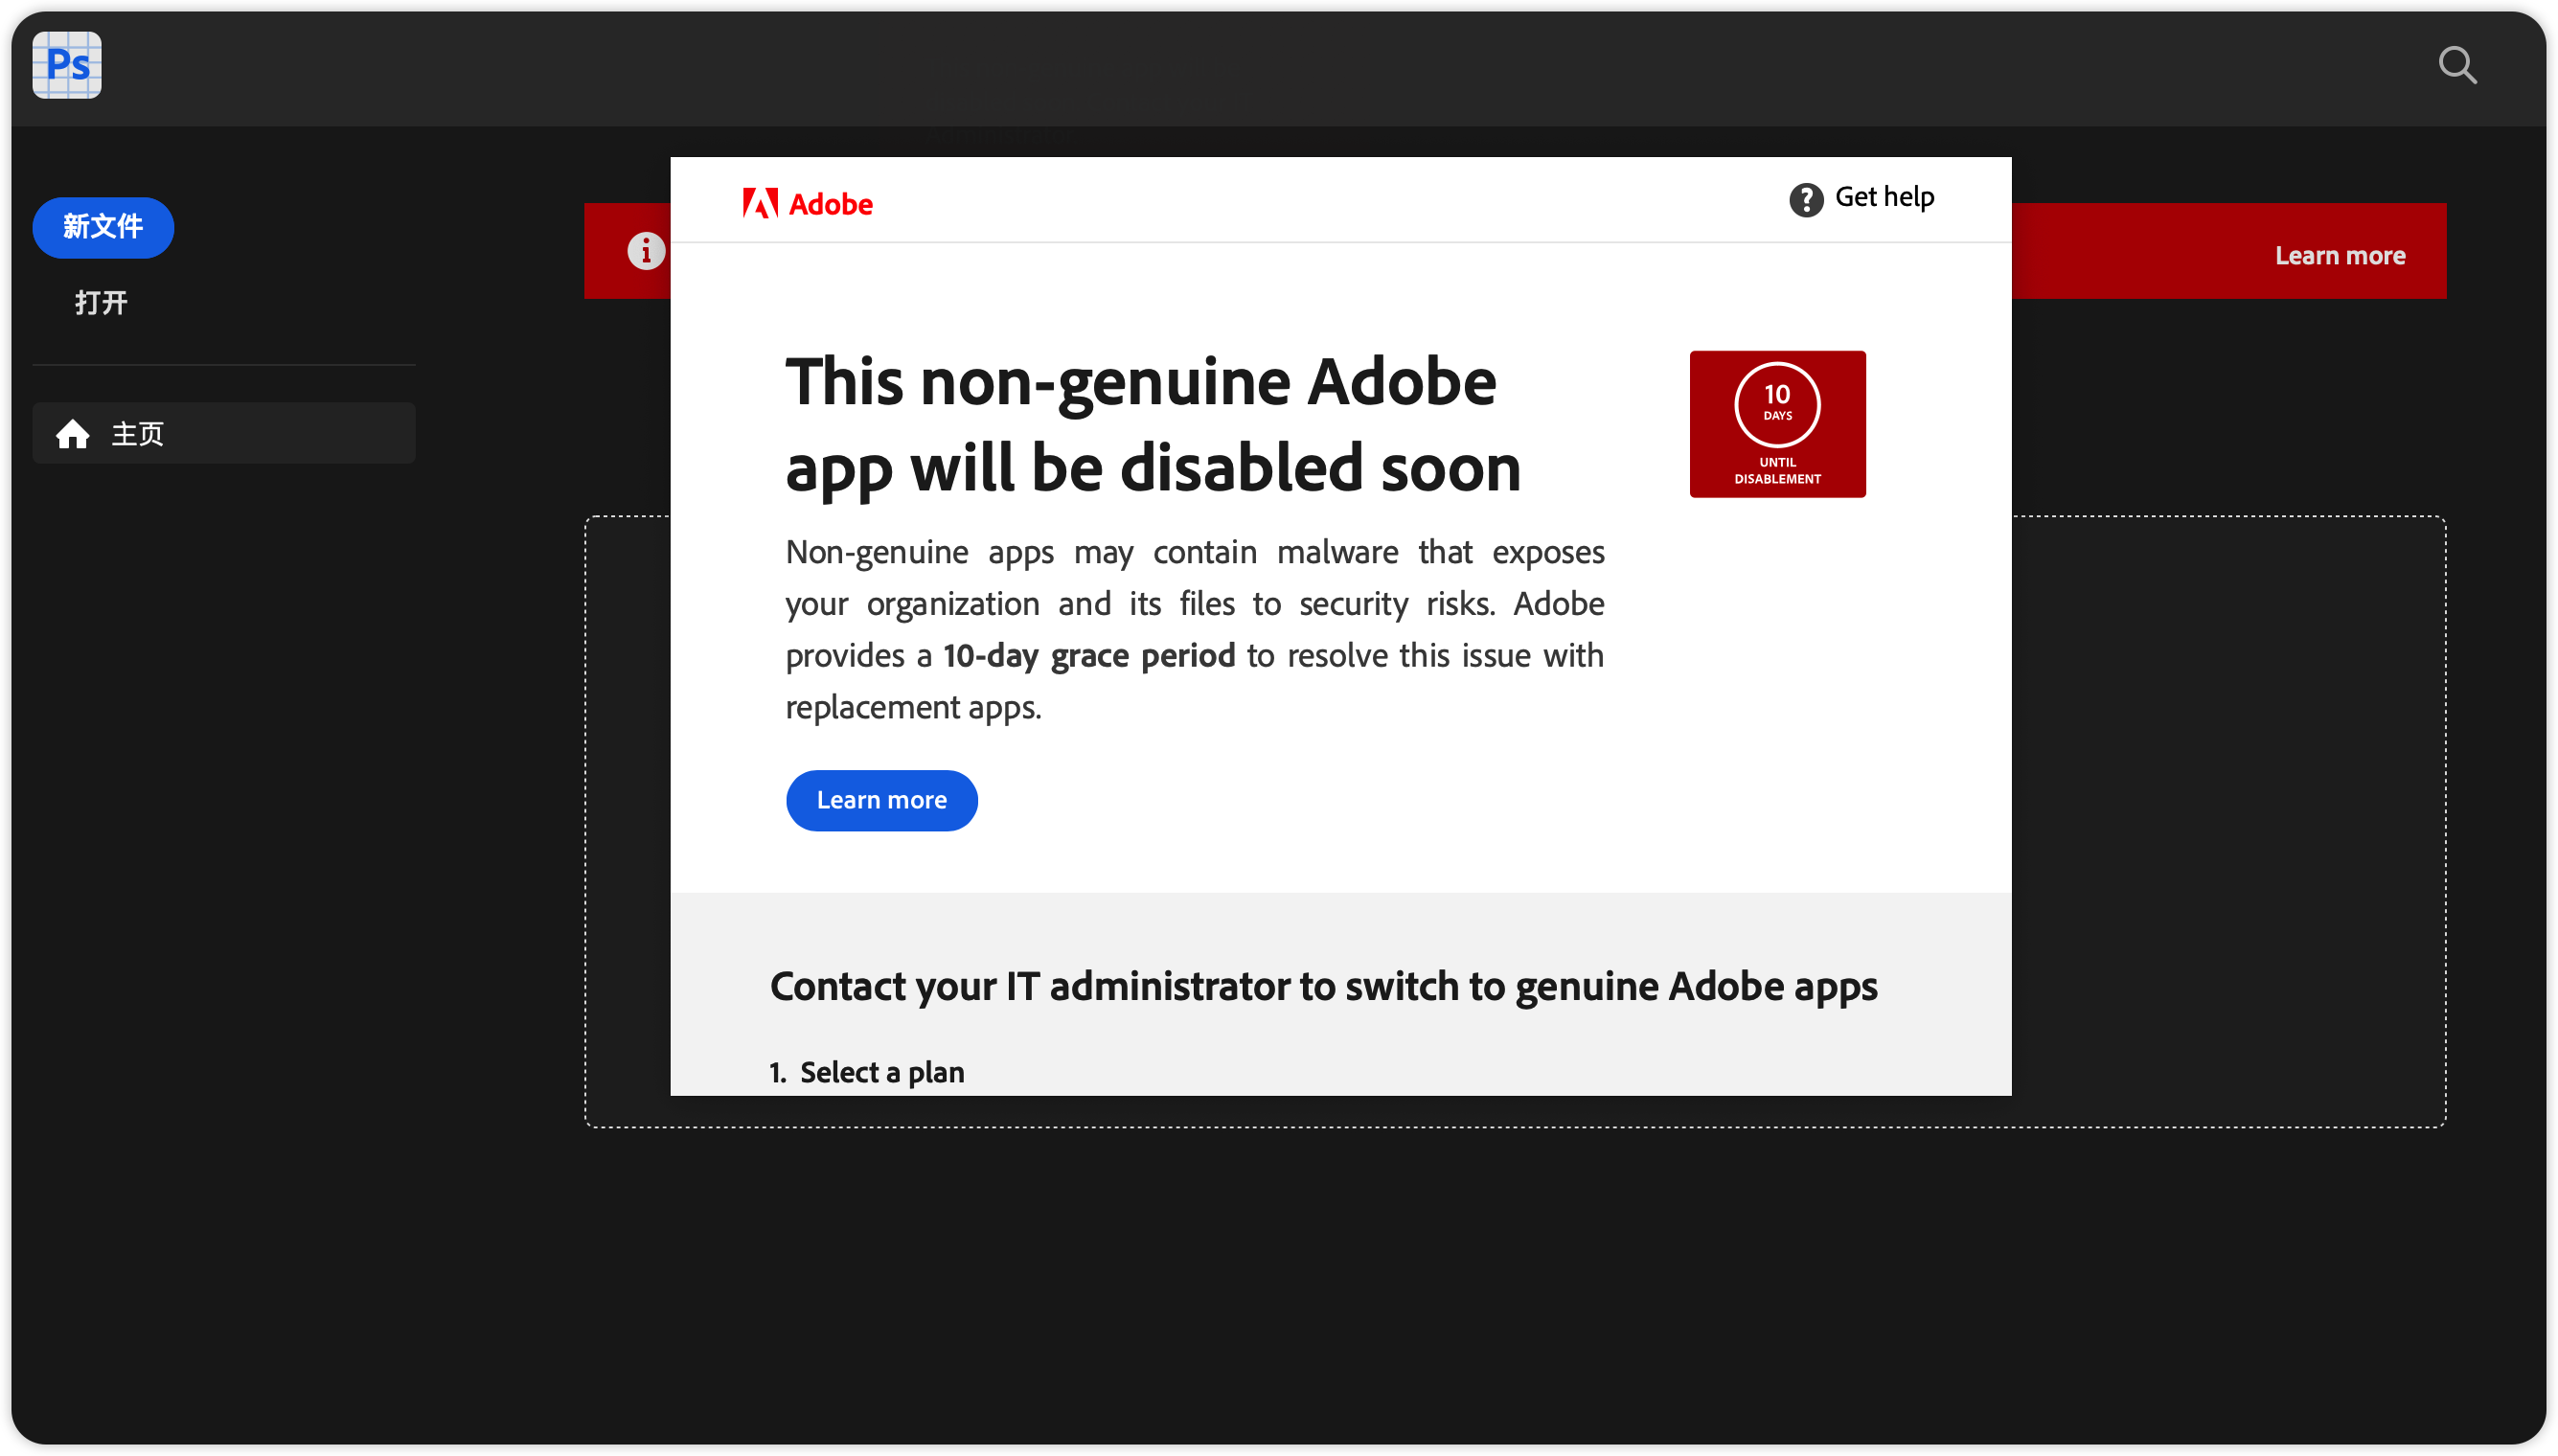 Ps
新文件
打开
主页
Adobe
Get help
Learn more
This non-genuine Adobe
app will be disabled soon
10
DAYS
UNTIL
DISABLEMENT
Non-genuine apps may contain malware that exposes
your organization and its files to security risks. Adobe
provides a 10-day grace period to resolve this issue with
replacement apps.
Learn more
Contact your IT administrator to switch to genuine Adobe apps
1. Select a plan